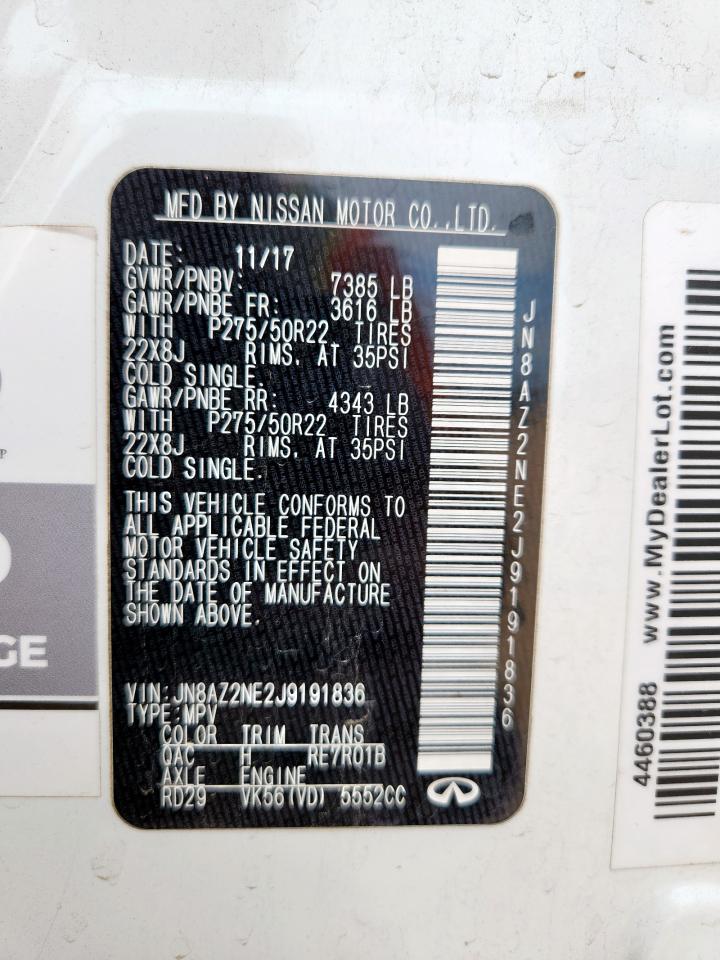 MFD BY NISSAN MOTOR CO.,LTD.
DATE: 11/17
GVWR/PNBV: 7385 LB
GAWR/PNBE FR: 3616 LB
WITH P275/50R22 TIRES
22X8J RIMS, AT 35PSI
COLD SINGLE.
GAWR/PNBE RR: 4343 LB
WITH P275/50R22 TIRES
22X8J RIMS, AT 35PSI
COLD SINGLE.
THIS VEHICLE CONFORMS TO
ALL APPLICABLE FEDERAL
MOTOR VEHICLE SAFETY
STANDARDS IN EFFECT ON
THE DATE OF MANUFACTURE
SHOWN ABOVE.
VIN: JN8AZ2NE2J9191836
TYPE: MPV
COLOR TRIM TRANS
QAC H RE7R01B
AXLE ENGINE
RD29 VK56(VD) 5552CC
JN8AZ2NE2J9191836
4460388 www.MyDealerLot.com